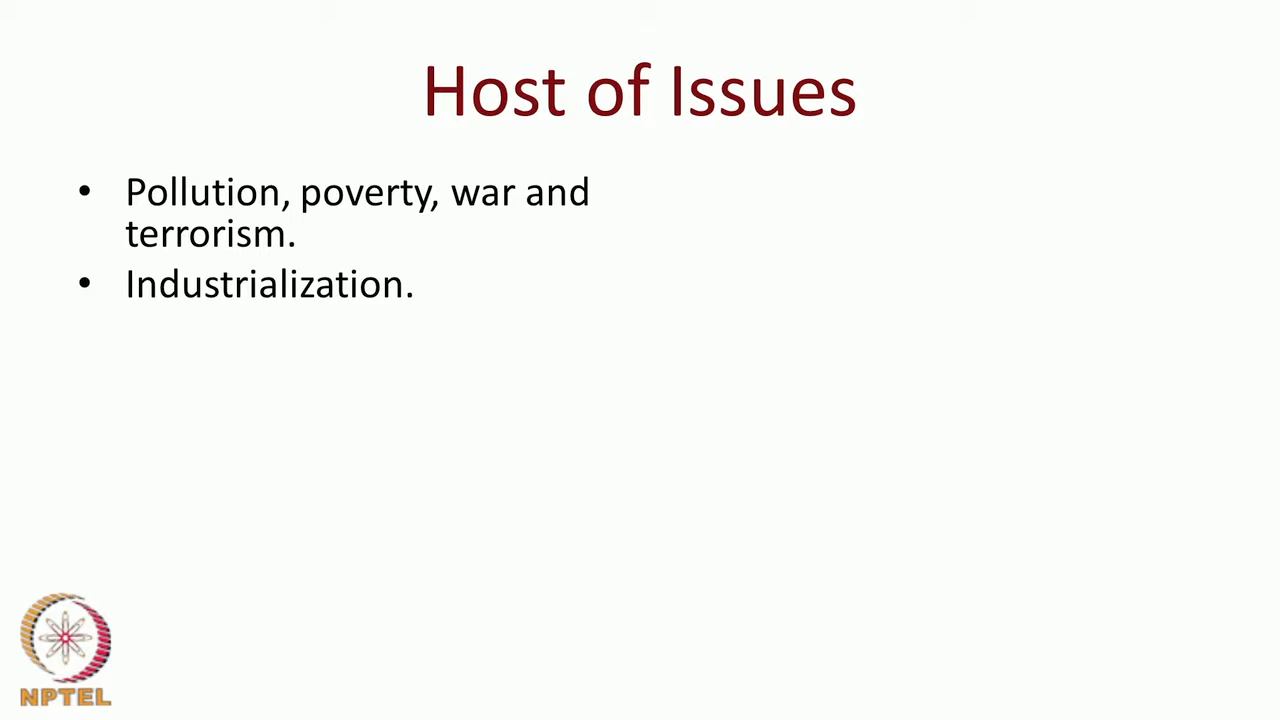 Host of Issues
• Pollution, poverty, war and
terrorism.
• Industrialization.
NPTEL